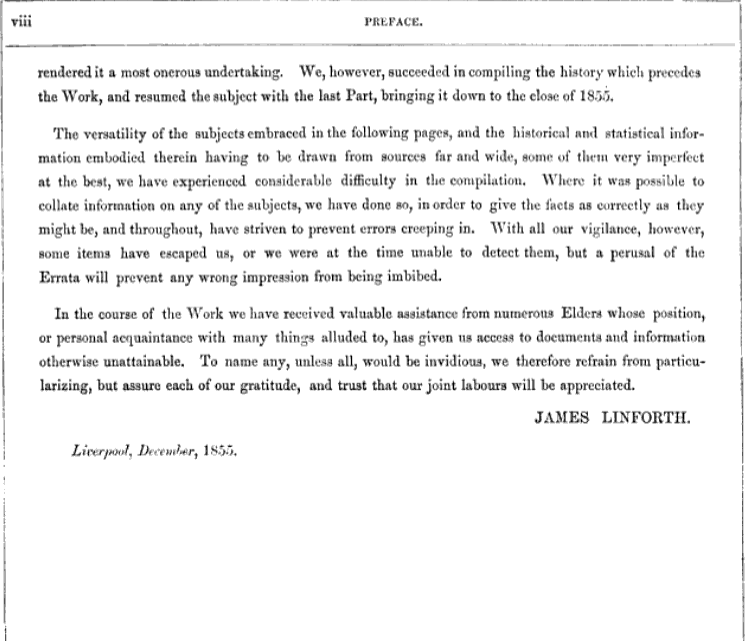 viii PREFACE.
rendered it a most onerous undertaking. We, however, succeeded in compiling the history which precedes
the Work, and resumed the subject with the last Part, bringing it down to the close of 1855.
The versatility of the subjects embraced in the following pages, and the historical and statistical infor-
mation embodied therein having to be drawn from sources far and wide, some of them very imperfect
at the best, we have experienced considerable difficulty in the compilation. Where it was possible to
collate information on any of the subjects, we have done so, in order to give the facts as correctly as they
might be, and throughout, have striven to prevent errors creeping in. With all our vigilance, however,
some items have escaped us, or we were at the time unable to detect them, but a perusal of the
Errata will prevent any wrong impression from being imbibed.
In the course of the Work we have received valuable assistance from numerous Elders whose position,
or personal acquaintance with many things alluded to, has given us access to documents and information
otherwise unattainable. To name any, unless all, would be invidious, we therefore refrain from particu-
larizing, but assure each of our gratitude, and trust that our joint labours will be appreciated.
JAMES LINFORTH.
Liverpool, December, 1855.